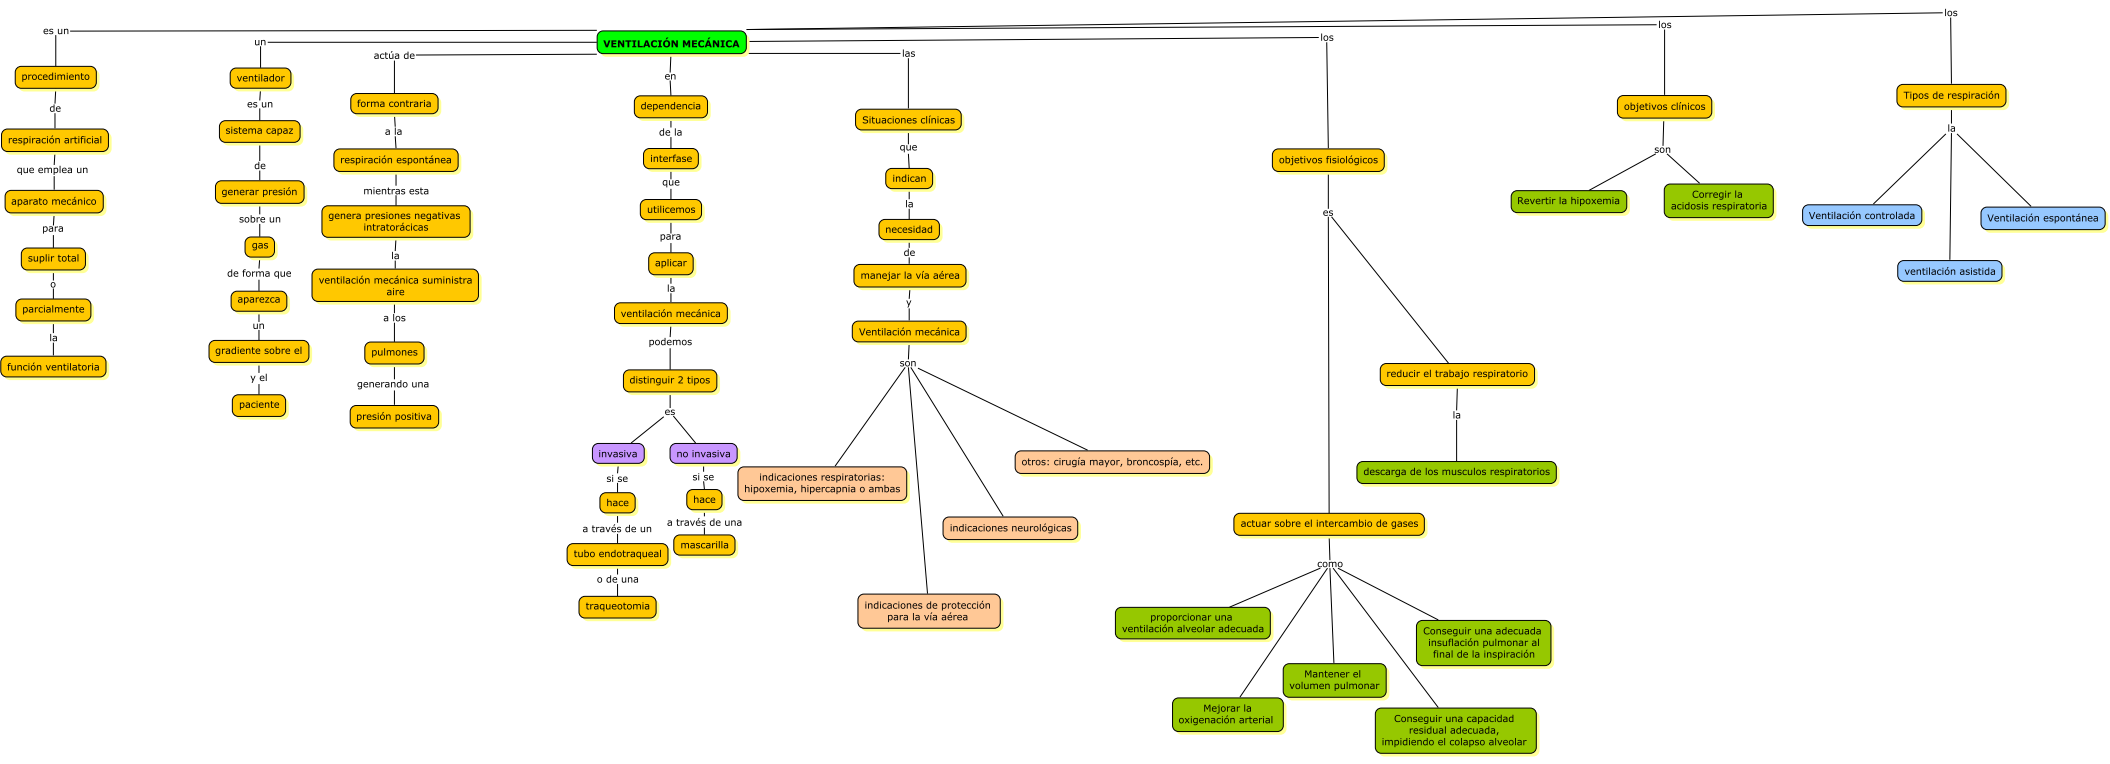 VENTILACIÓN MECÁNICA
es un
procedimiento
de
respiración artificial
que emplea un
aparato mecánico
para
suplir total
o
parcialmente
la
función ventilatoria
un
ventilador
es un
sistema capaz
de
generar presión
sobre un
gas
de forma que
aparezca
un
gradiente sobre el
y el
paciente
actúa de
forma contraria
a la
respiración espontánea
mientras esta
genera presiones negativas
intratorácicas
la
ventilación mecánica suministra
aire
a los
pulmones
generando una
presión positiva
en
dependencia
de la
interfase
que
utilicemos
para
aplicar
la
ventilación mecánica
podemos
distinguir 2 tipos
es
invasiva
si se
hace
a través de un
tubo endotraqueal
o de una
traqueotomia
no invasiva
si se
hace
a través de una
mascarilla
las
Situaciones clínicas
que
indican
la
necesidad
de
manejar la vía aérea
y
Ventilación mecánica
son
indicaciones respiratorias:
hipoxemia, hipercapnia o ambas
indicaciones de protección
para la vía aérea
indicaciones neurológicas
otros: cirugía mayor, broncospía, etc.
los
objetivos fisiológicos
es
reducir el trabajo respiratorio
la
descarga de los musculos respiratorios
actuar sobre el intercambio de gases
como
proporcionar una
ventilación alveolar adecuada
Mejorar la
oxigenación arterial
Mantener el
volumen pulmonar
Conseguir una capacidad
residual adecuada,
impidiendo el colapso alveolar
Conseguir una adecuada
insuflación pulmonar al
final de la inspiración
los
objetivos clínicos
son
Revertir la hipoxemia
Corregir la
acidosis respiratoria
los
Tipos de respiración
la
Ventilación controlada
ventilación asistida
Ventilación espontánea